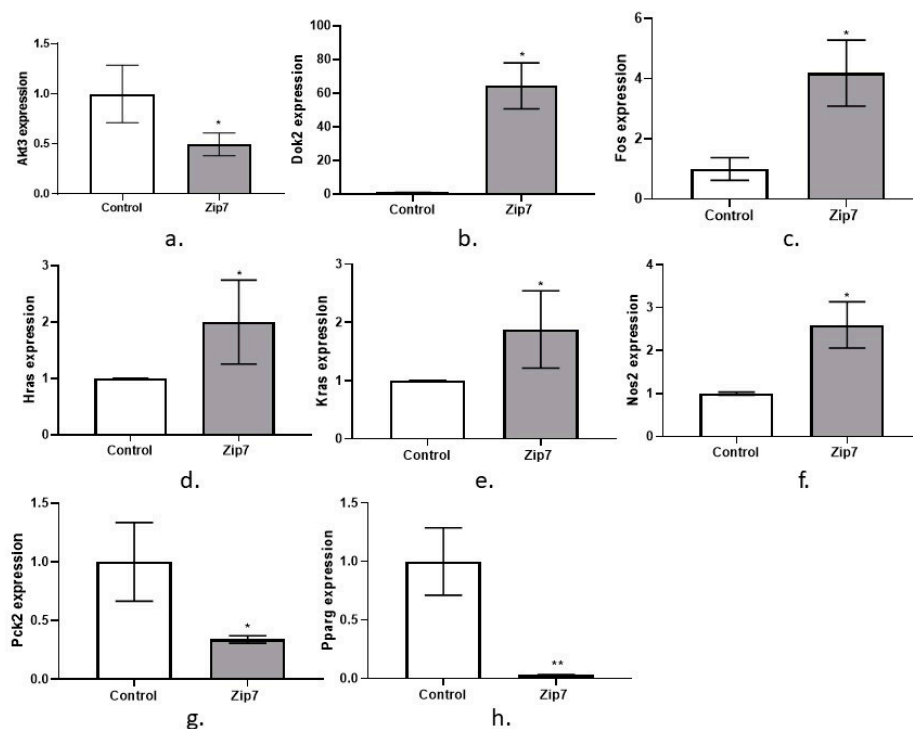 Akt3 expression
1.5
1.0
0.5
0.0
*
Control
Zip7
a.
Dok2 expression
100
80
60
40
20
0
*
Control
Zip7
b.
Fos expression
6
4
2
0
*
Control
Zip7
c.
Hras expression
3
2
1
0
*
Control
Zip7
d.
Kras expression
3
2
1
0
*
Control
Zip7
e.
Nos2 expression
4
3
2
1
0
*
Control
Zip7
f.
Pck2 expression
1.5
1.0
0.5
0.0
*
Control
Zip7
g.
Pparg expression
1.5
1.0
0.5
0.0
**
Control
Zip7
h.